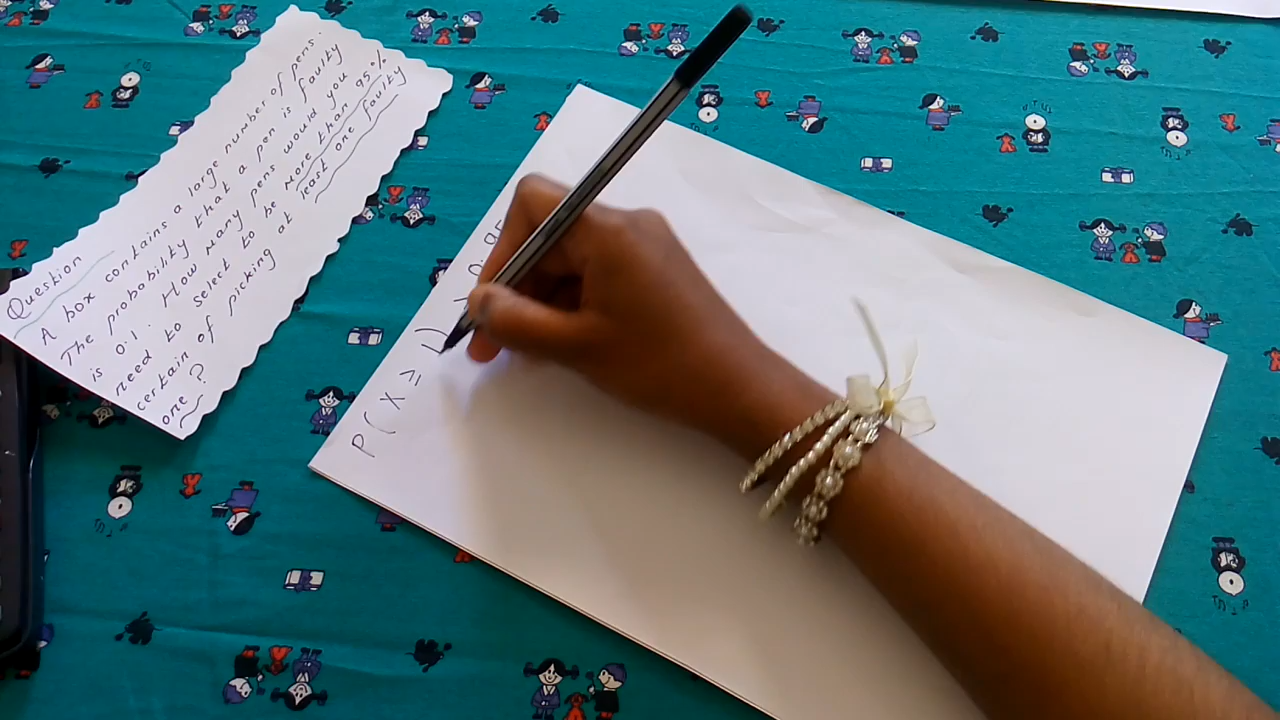 Question
A box contains a large number of pens.
The probability that a pen is faulty
is 0.1. How many pens would you
need to select to be more than 95%
certain of picking at least one faulty
one?
P(X ≥ 1) > 0.95